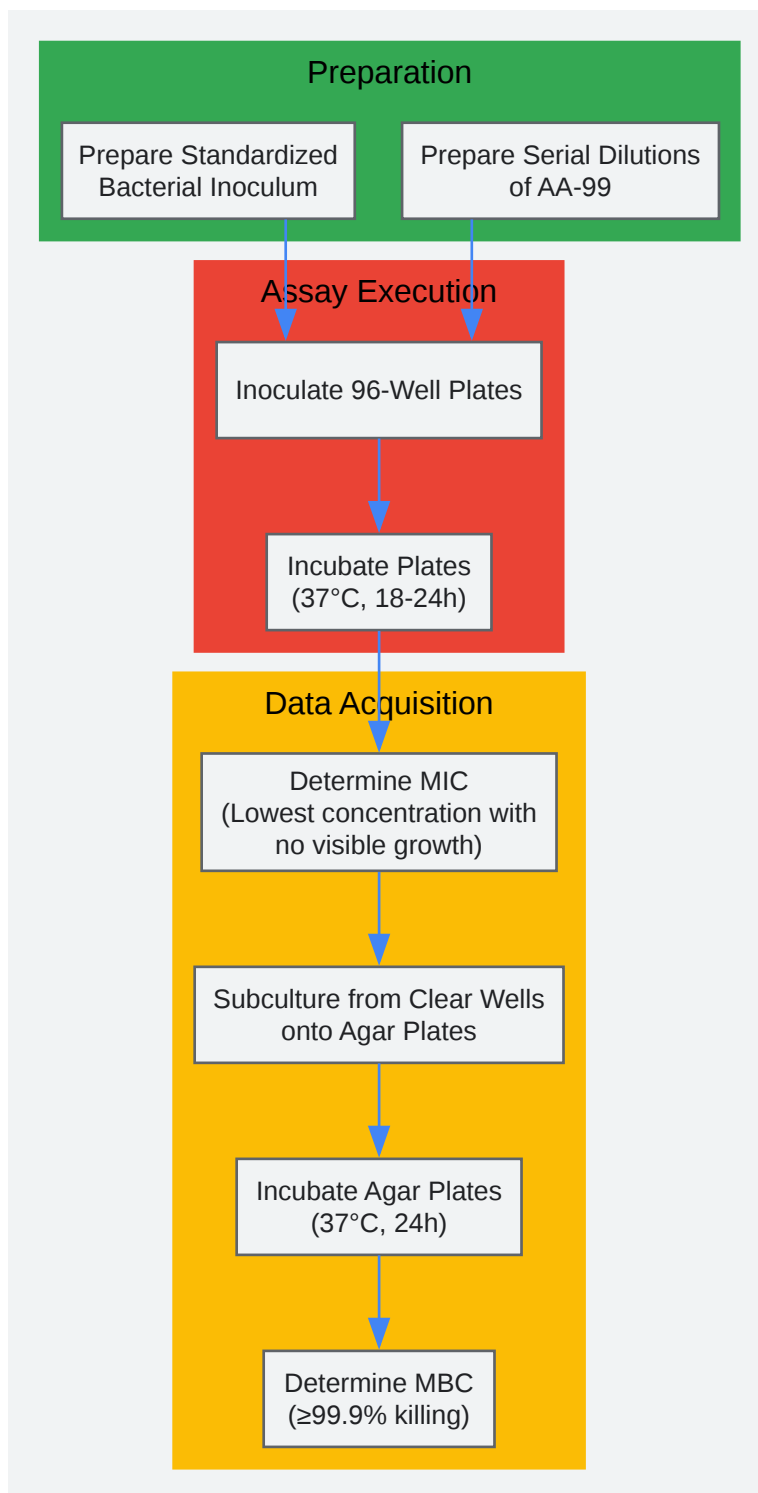 Preparation
Prepare Standardized
Bacterial Inoculum
Prepare Serial Dilutions
of AA-99
Assay Execution
Inoculate 96-Well Plates
Incubate Plates
(37°C, 18-24h)
Data Acquisition
Determine MIC
(Lowest concentration with
no visible growth)
Subculture from Clear Wells
onto Agar Plates
Incubate Agar Plates
(37°C, 24h)
Determine MBC
(≥99.9% killing)